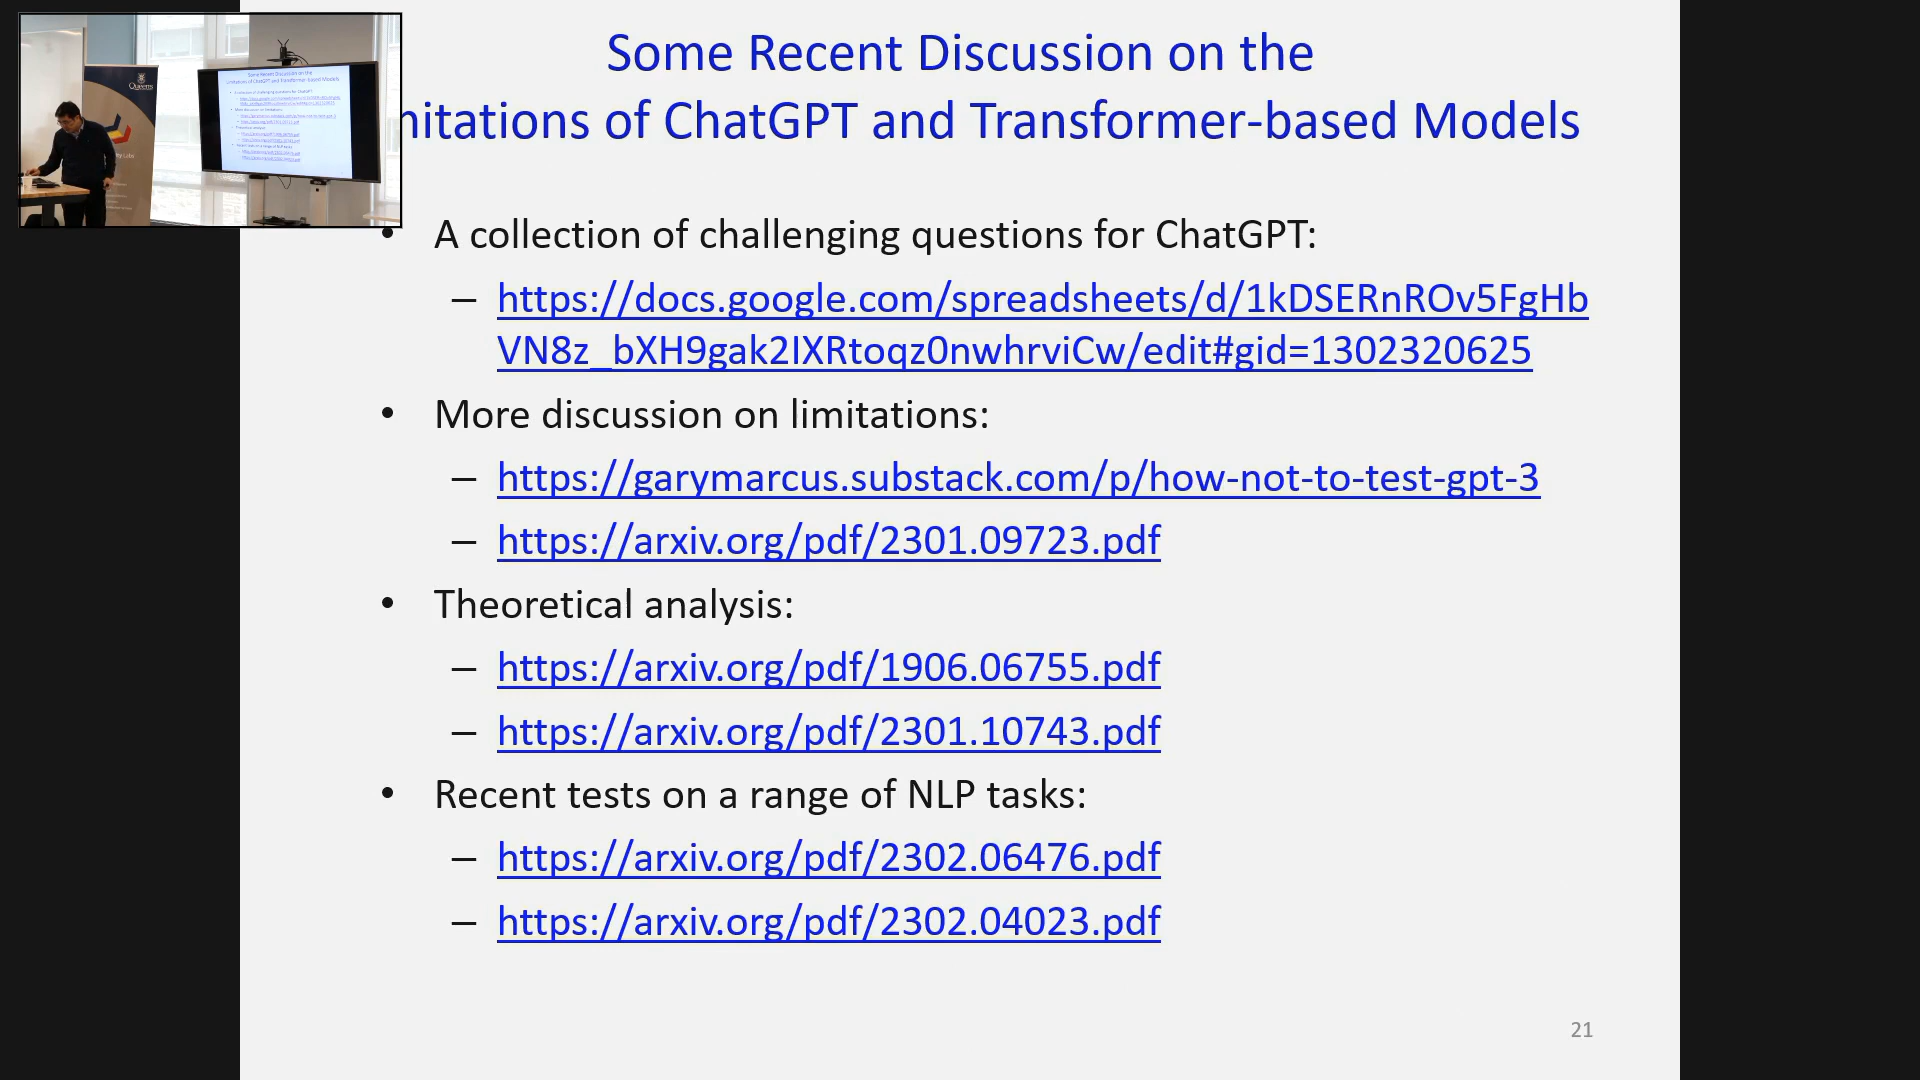 Some Recent Discussion on the
mitations of ChatGPT and Transformer-based Models
• A collection of challenging questions for ChatGPT:
– https://docs.google.com/spreadsheets/d/1kDSERnROv5FgHb
VN8z_bXH9gak2IXRtoqz0nwhrviCw/edit#gid=1302320625
• More discussion on limitations:
– https://garymarcus.substack.com/p/how-not-to-test-gpt-3
– https://arxiv.org/pdf/2301.09723.pdf
• Theoretical analysis:
– https://arxiv.org/pdf/1906.06755.pdf
– https://arxiv.org/pdf/2301.10743.pdf
• Recent tests on a range of NLP tasks:
– https://arxiv.org/pdf/2302.06476.pdf
– https://arxiv.org/pdf/2302.04023.pdf
21
Queen's